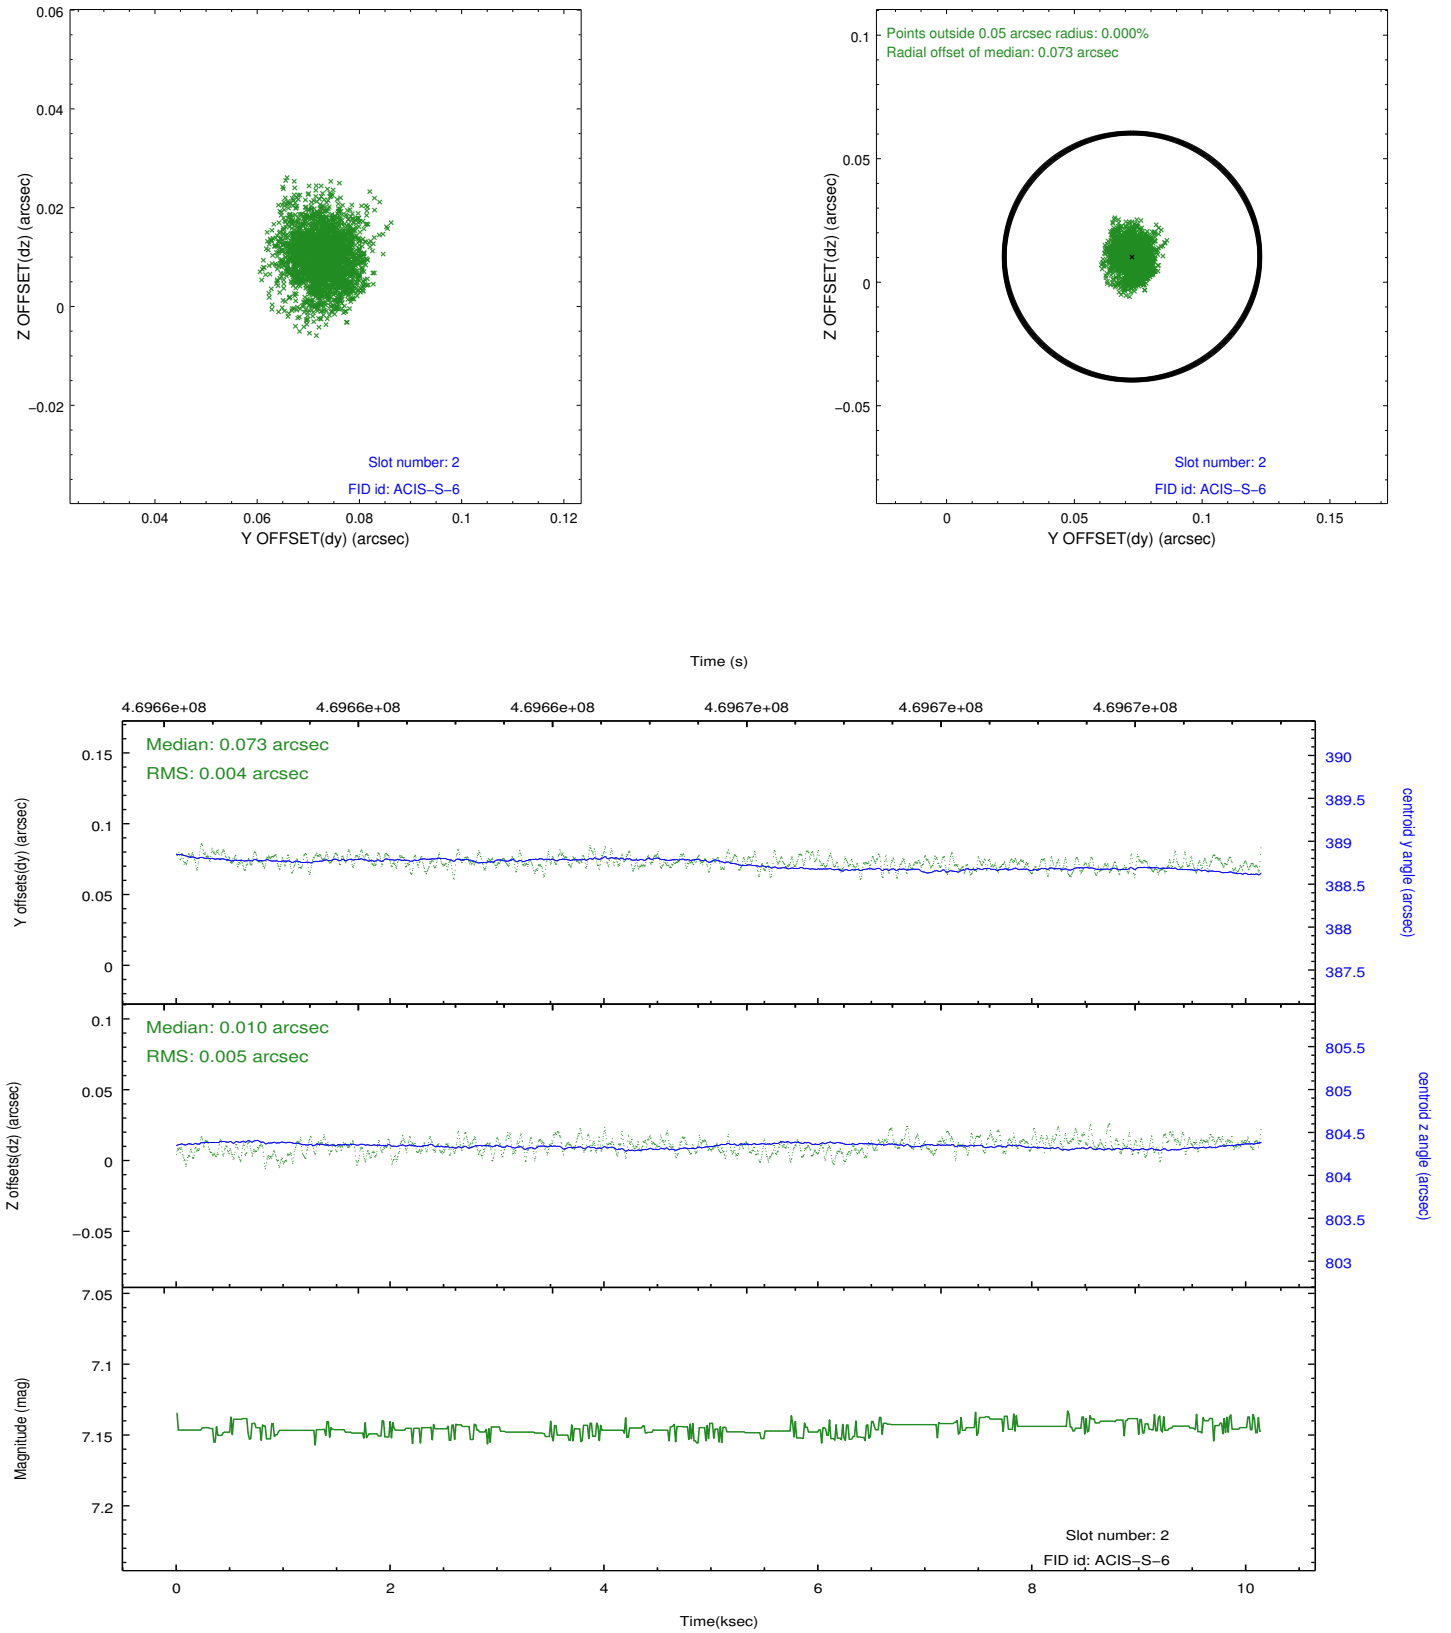 0.06
0.04
0.02
0
−0.02
Z OFFSET(dz) (arcsec)
Slot number: 2
FID id: ACIS−S−6
0.04 0.06 0.08 0.1 0.12
Y OFFSET(dy) (arcsec)
Points outside 0.05 arcsec radius: 0.000%
Radial offset of median: 0.073 arcsec
0.1
0.05
0
−0.05
Z OFFSET(dz) (arcsec)
Slot number: 2
FID id: ACIS−S−6
0 0.05 0.1 0.15
Y OFFSET(dy) (arcsec)
Time (s)
4.6966e+08 4.6966e+08 4.6966e+08 4.6967e+08 4.6967e+08 4.6967e+08
Median: 0.073 arcsec
RMS: 0.004 arcsec
0.15
0.1
0.05
0
Y offsets(dy) (arcsec)
390
389.5
389
388.5
388
387.5
centroid y angle (arcsec)
Median: 0.010 arcsec
RMS: 0.005 arcsec
0.1
0.05
0
−0.05
Z offsets(dz) (arcsec)
805.5
805
804.5
804
803.5
803
centroid z angle (arcsec)
7.05
7.1
7.15
7.2
Magnitude (mag)
Slot number: 2
FID id: ACIS−S−6
0 2 4 6 8 10
Time(ksec)